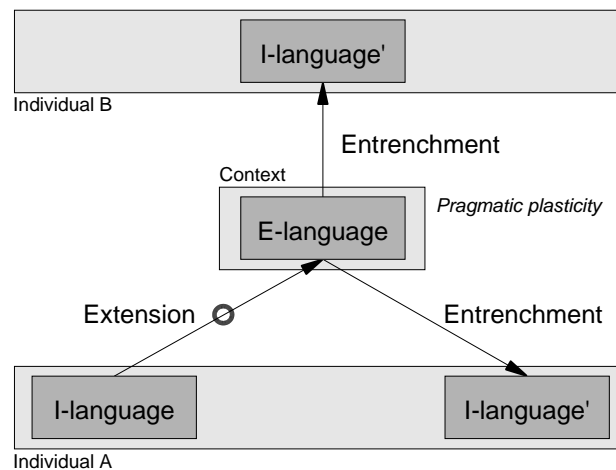 I-language'
Individual B
Entrenchment
Context
Pragmatic plasticity
E-language
Extension
Entrenchment
I-language
I-language'
Individual A